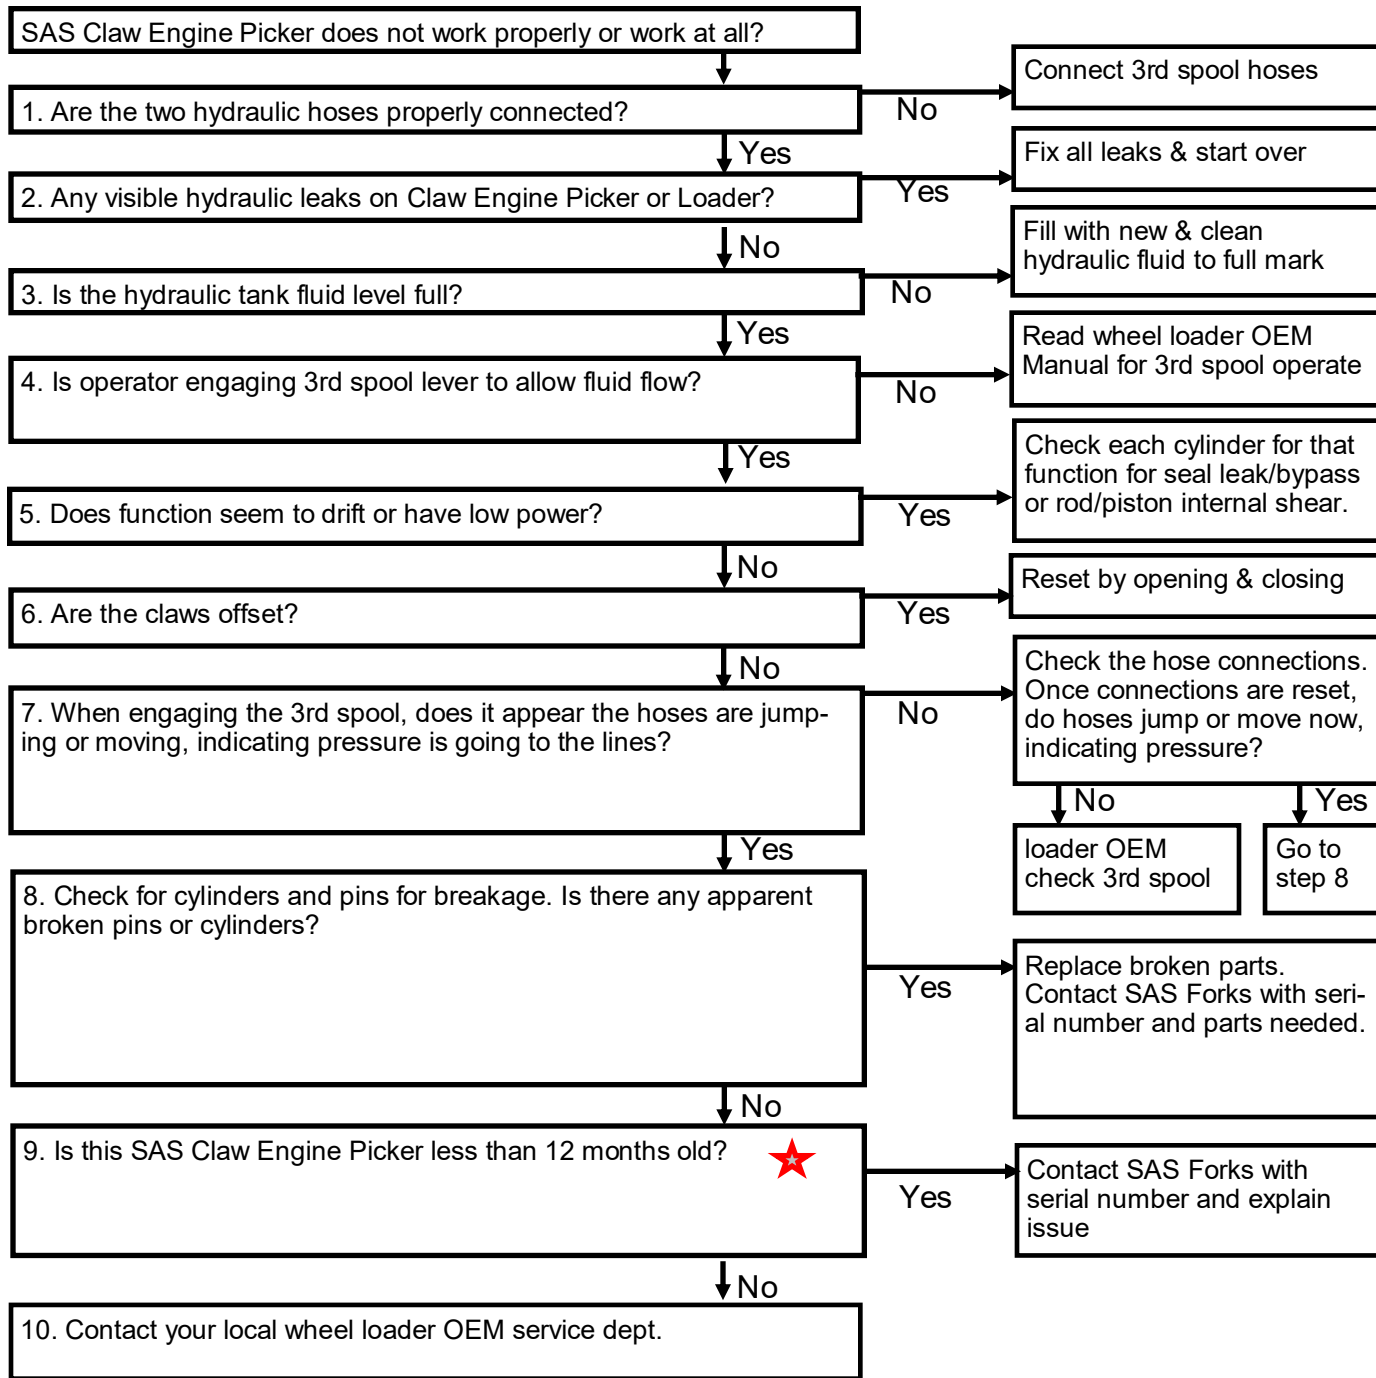 SAS Claw Engine Picker does not work properly or work at all?
Connect 3rd spool hoses
1. Are the two hydraulic hoses properly connected?
No
Yes
Fix all leaks & start over
2. Any visible hydraulic leaks on Claw Engine Picker or Loader?
Yes
No
Fill with new & clean
hydraulic fluid to full mark
3. Is the hydraulic tank fluid level full?
No
Yes
Read wheel loader OEM
Manual for 3rd spool operate
4. Is operator engaging 3rd spool lever to allow fluid flow?
No
Yes
Check each cylinder for that
function for seal leak/bypass
or rod/piston internal shear.
5. Does function seem to drift or have low power?
Yes
No
Reset by opening & closing
6. Are the claws offset?
Yes
No
Check the hose connections.
Once connections are reset,
do hoses jump or move now,
indicating pressure?
7. When engaging the 3rd spool, does it appear the hoses are jump-
ing or moving, indicating pressure is going to the lines?
No
No
Yes
Yes
loader OEM
check 3rd spool
Go to
step 8
8. Check for cylinders and pins for breakage. Is there any apparent
broken pins or cylinders?
Yes
Replace broken parts.
Contact SAS Forks with seri-
al number and parts needed.
No
9. Is this SAS Claw Engine Picker less than 12 months old?
Yes
Contact SAS Forks with
serial number and explain
issue
No
10. Contact your local wheel loader OEM service dept.